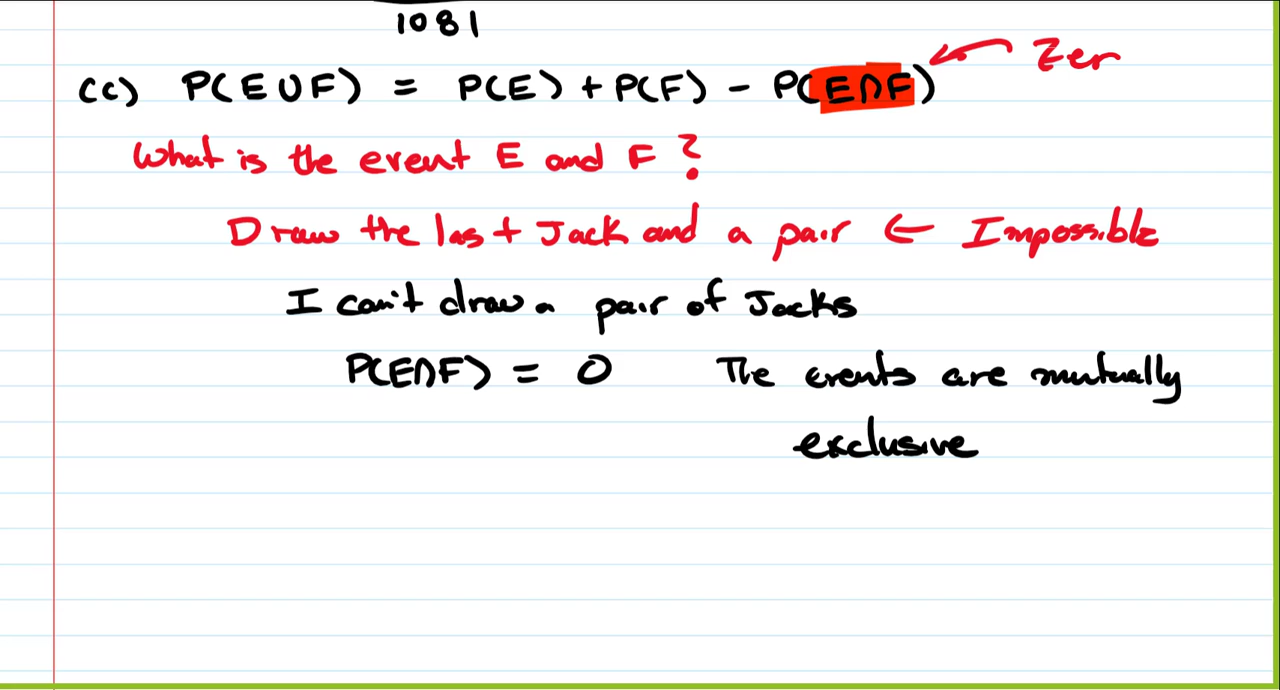 1081
(c) P(E∪F) = P(E) + P(F) - P(E∩F) ← Zer
What is the event E and F?
Draw the last Jack and a pair ← Impossible
I can't draw a pair of Jacks
P(E∩F) = 0 The events are mutually
exclusive